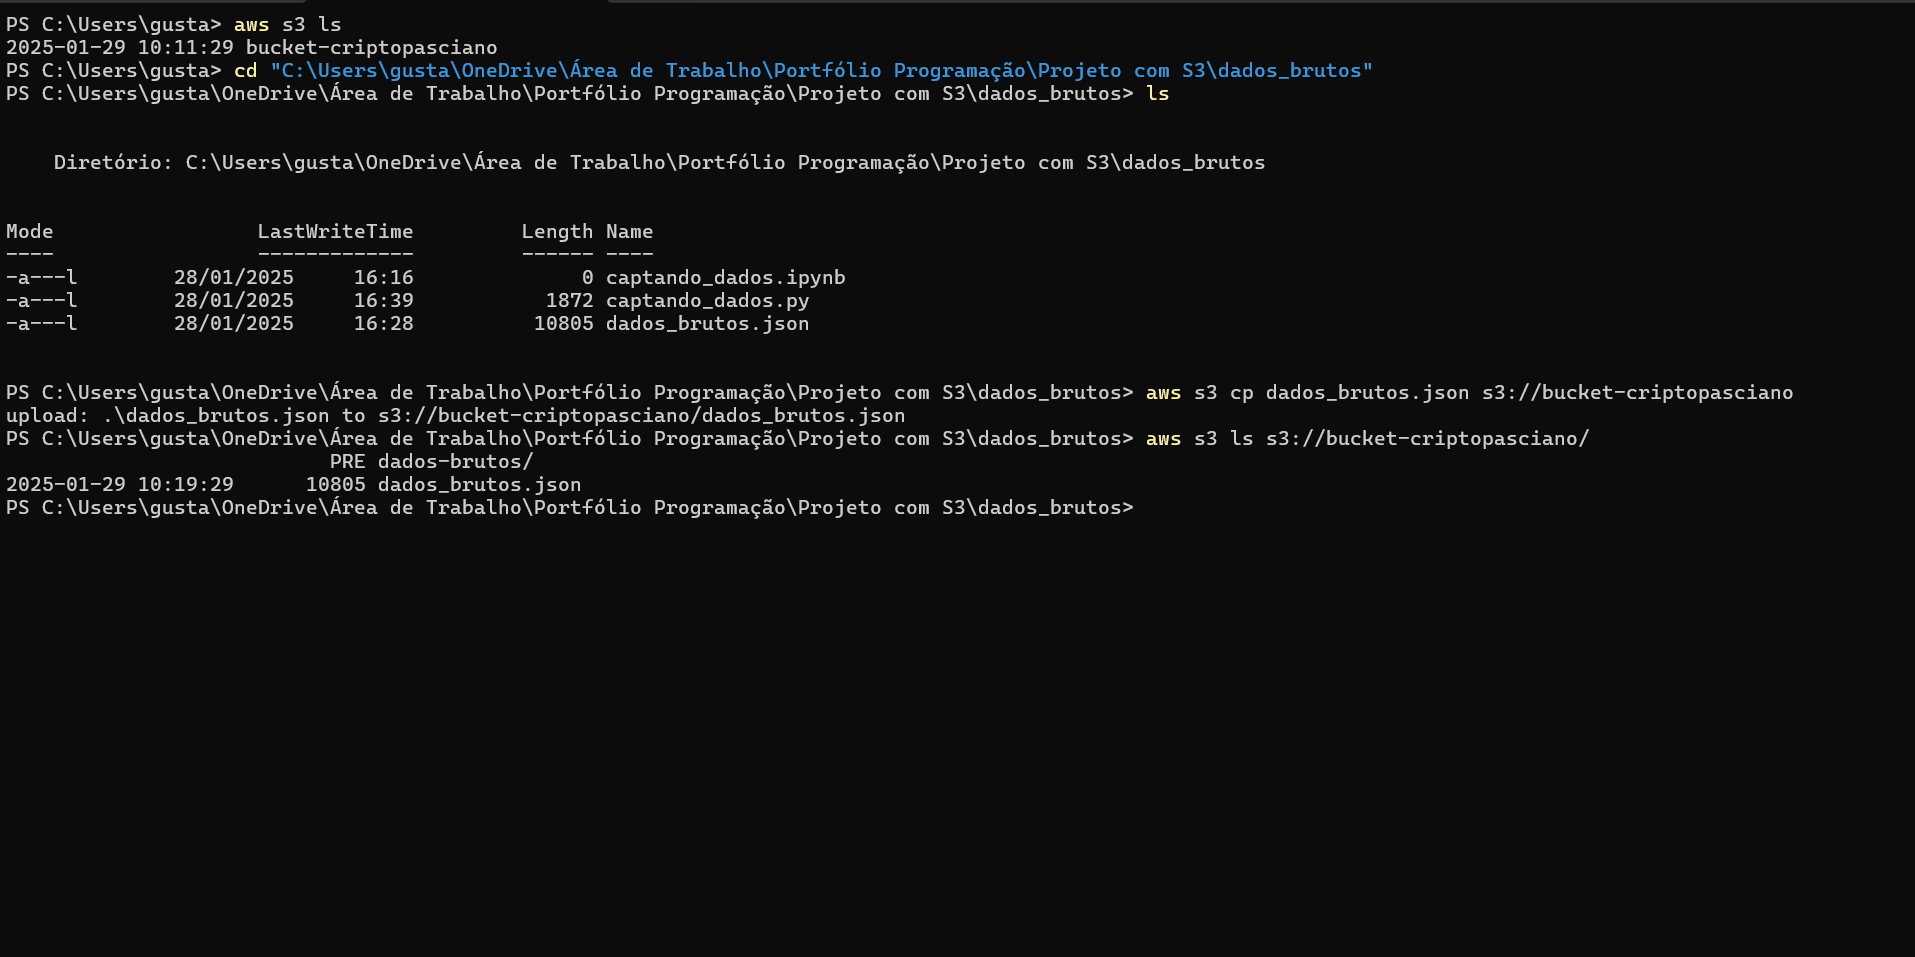 PS C:\Users\gusta> aws s3 ls
2025-01-29 10:11:29 bucket-criptopasciano
PS C:\Users\gusta> cd "C:\Users\gusta\OneDrive\Área de Trabalho\Portfólio Programação\Projeto com S3\dados_brutos"
PS C:\Users\gusta\OneDrive\Área de Trabalho\Portfólio Programação\Projeto com S3\dados_brutos> ls
Diretório: C:\Users\gusta\OneDrive\Área de Trabalho\Portfólio Programação\Projeto com S3\dados_brutos
Mode                 LastWriteTime         Length Name
----                 -------------         ------ ----
-a---l        28/01/2025     16:16              0 captando_dados.ipynb
-a---l        28/01/2025     16:39           1872 captando_dados.py
-a---l        28/01/2025     16:28          10805 dados_brutos.json
PS C:\Users\gusta\OneDrive\Área de Trabalho\Portfólio Programação\Projeto com S3\dados_brutos> aws s3 cp dados_brutos.json s3://bucket-criptopasciano
upload: .\dados_brutos.json to s3://bucket-criptopasciano/dados_brutos.json
PS C:\Users\gusta\OneDrive\Área de Trabalho\Portfólio Programação\Projeto com S3\dados_brutos> aws s3 ls s3://bucket-criptopasciano/
                           PRE dados-brutos/
2025-01-29 10:19:29      10805 dados_brutos.json
PS C:\Users\gusta\OneDrive\Área de Trabalho\Portfólio Programação\Projeto com S3\dados_brutos>